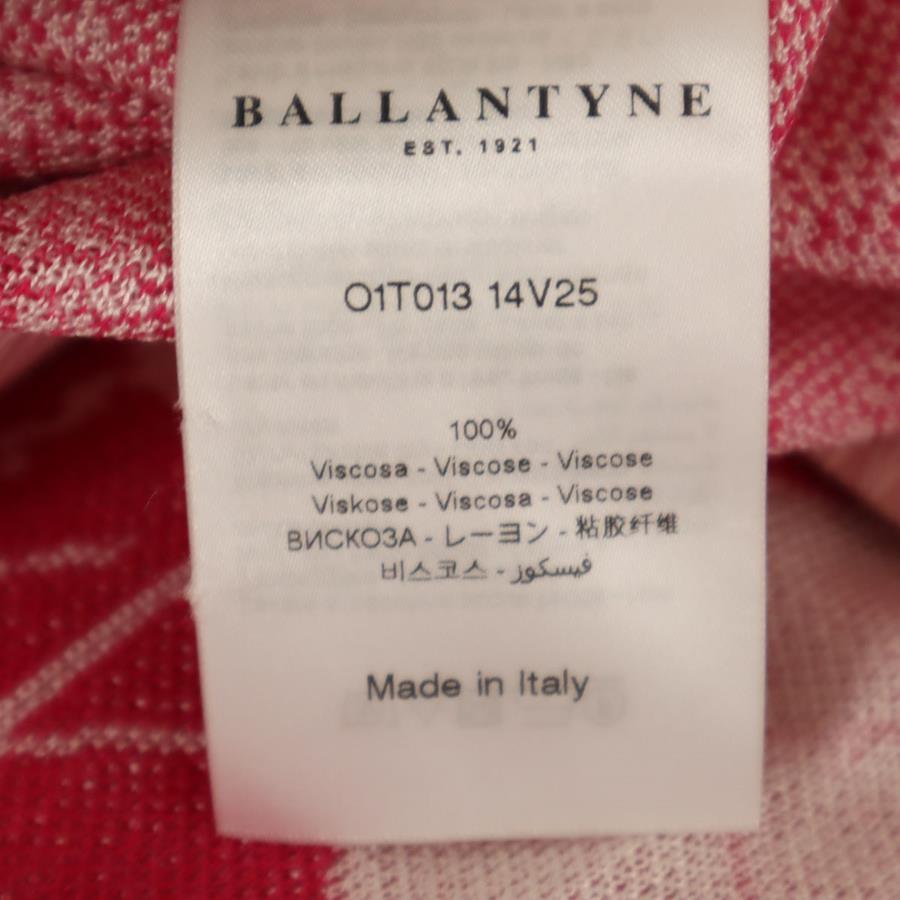 BALLANTYNE
EST. 1921
O1T013 14V25
100%
Viscosa - Viscose - Viscose
Viskose - Viscosa - Viscose
ВИСКОЗА - レーヨン - 粘胶纤维
비스코스 - فيسكوز
Made in Italy